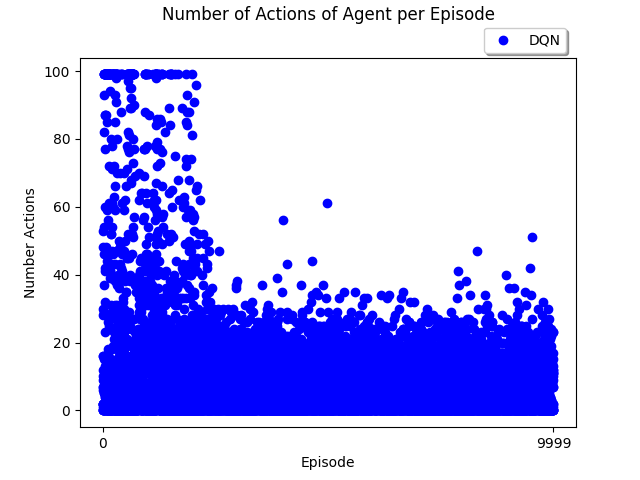 Number of Actions of Agent per Episode
DQN
100
80
60
40
20
0
Number Actions
0
9999
Episode